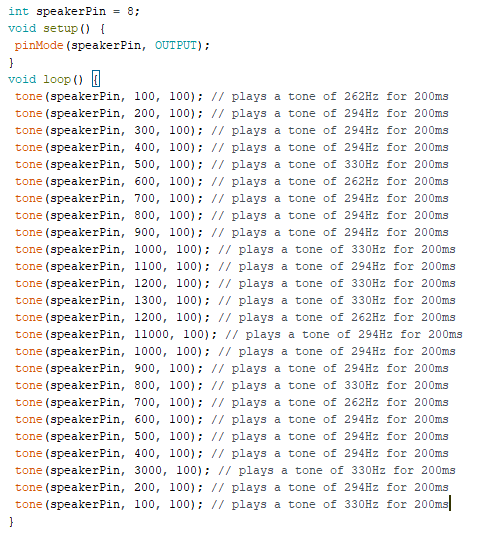 int speakerPin = 8;
void setup() {
pinMode(speakerPin, OUTPUT);
}
void loop() {
tone(speakerPin, 100, 100); // plays a tone of 262Hz for 200ms
tone(speakerPin, 200, 100); // plays a tone of 294Hz for 200ms
tone(speakerPin, 300, 100); // plays a tone of 294Hz for 200ms
tone(speakerPin, 400, 100); // plays a tone of 294Hz for 200ms
tone(speakerPin, 500, 100); // plays a tone of 330Hz for 200ms
tone(speakerPin, 600, 100); // plays a tone of 262Hz for 200ms
tone(speakerPin, 700, 100); // plays a tone of 294Hz for 200ms
tone(speakerPin, 800, 100); // plays a tone of 294Hz for 200ms
tone(speakerPin, 900, 100); // plays a tone of 294Hz for 200ms
tone(speakerPin, 1000, 100); // plays a tone of 330Hz for 200ms
tone(speakerPin, 1100, 100); // plays a tone of 294Hz for 200ms
tone(speakerPin, 1200, 100); // plays a tone of 330Hz for 200ms
tone(speakerPin, 1300, 100); // plays a tone of 330Hz for 200ms
tone(speakerPin, 1200, 100); // plays a tone of 262Hz for 200ms
tone(speakerPin, 11000, 100); // plays a tone of 294Hz for 200ms
tone(speakerPin, 1000, 100); // plays a tone of 294Hz for 200ms
tone(speakerPin, 900, 100); // plays a tone of 294Hz for 200ms
tone(speakerPin, 800, 100); // plays a tone of 330Hz for 200ms
tone(speakerPin, 700, 100); // plays a tone of 262Hz for 200ms
tone(speakerPin, 600, 100); // plays a tone of 294Hz for 200ms
tone(speakerPin, 500, 100); // plays a tone of 294Hz for 200ms
tone(speakerPin, 400, 100); // plays a tone of 294Hz for 200ms
tone(speakerPin, 3000, 100); // plays a tone of 330Hz for 200ms
tone(speakerPin, 200, 100); // plays a tone of 294Hz for 200ms
tone(speakerPin, 100, 100); // plays a tone of 330Hz for 200ms
}